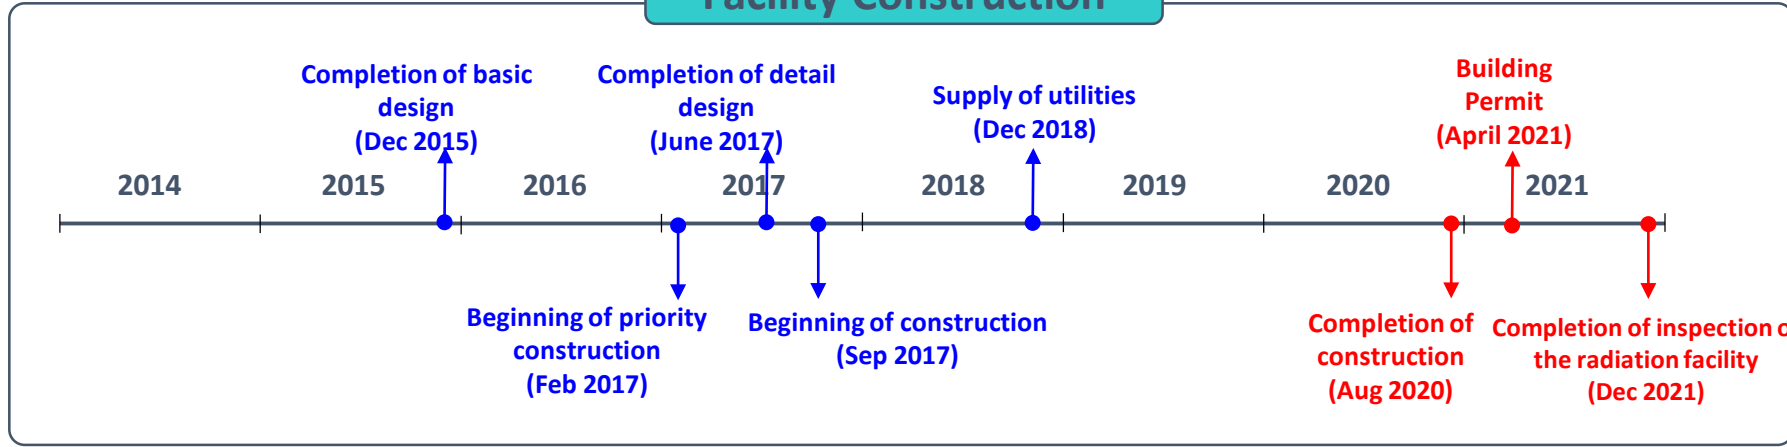 Facility Construction
Completion of basic
design
(Dec 2015)
Completion of detail
design
(June 2017)
Supply of utilities
(Dec 2018)
Building
Permit
(April 2021)
2014
2015
2016
2017
2018
2019
2020
2021
Beginning of priority
construction
(Feb 2017)
Beginning of construction
(Sep 2017)
Completion of
construction
(Aug 2020)
Completion of inspection o
the radiation facility
(Dec 2021)